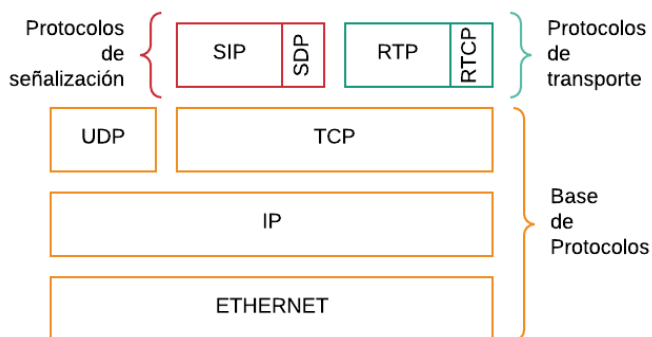 Protocolos
de
señalización
SIP
SDP
RTP
RTCP
Protocolos
de
transporte
UDP
TCP
IP
ETHERNET
Base
de
Protocolos